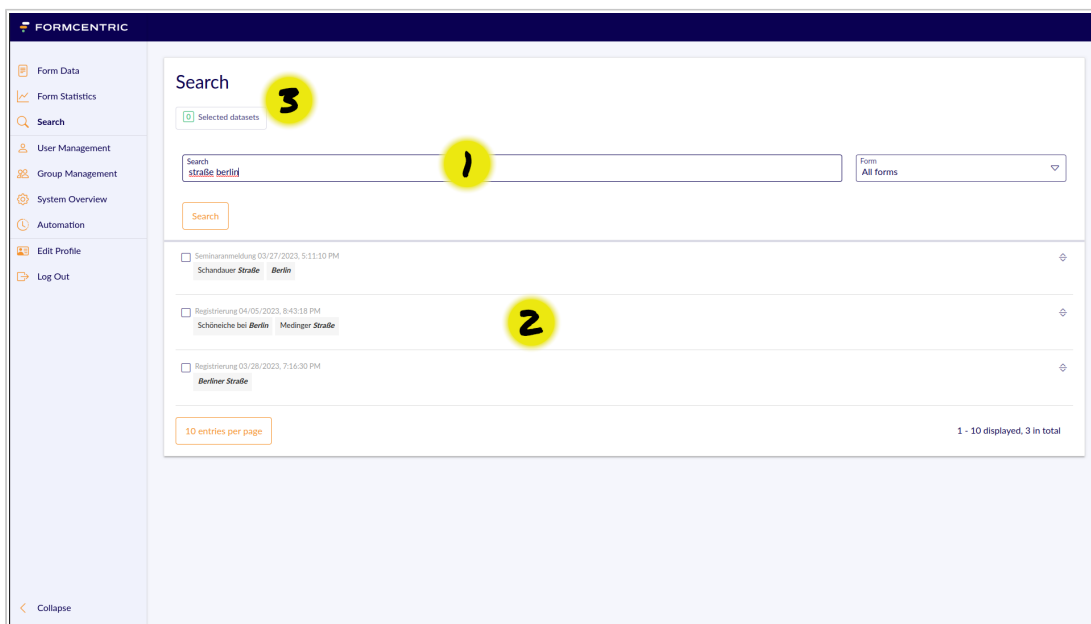 FORMCENTRIC
Form Data
Form Statistics
Search
User Management
Group Management
System Overview
Automation
Edit Profile
Log Out
Collapse
Search
3
0 Selected datasets
Search
straße berlin
1
Form
All forms
Search
Seminaranmeldung 03/27/2023, 5:11:10 PM
Schandauer Straße Berlin
Registrierung 04/05/2023, 8:43:18 PM
Schöneiche bei Berlin Medinger Straße
2
Registrierung 03/28/2023, 7:16:30 PM
Berliner Straße
10 entries per page
1 - 10 displayed, 3 in total